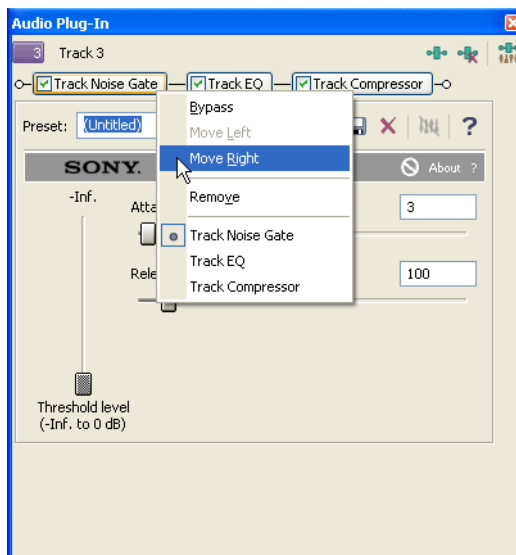 Audio Plug-In
3 Track 3
Track Noise Gate Track EQ Track Compressor
Bypass
Move Left
Preset: (Untitled) ?
Move Right
SONY. About ?
Remove
-Inf.
3
Track Noise Gate
Track EQ
100
Track Compressor
Threshold level
(-Inf. to 0 dB)